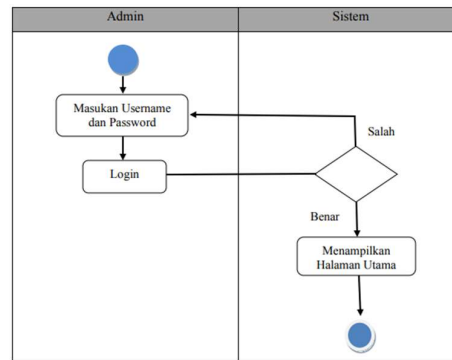 Admin
Sistem
Masukan Username
dan Password
Salah
Login
Benar
Menampilkan
Halaman Utama